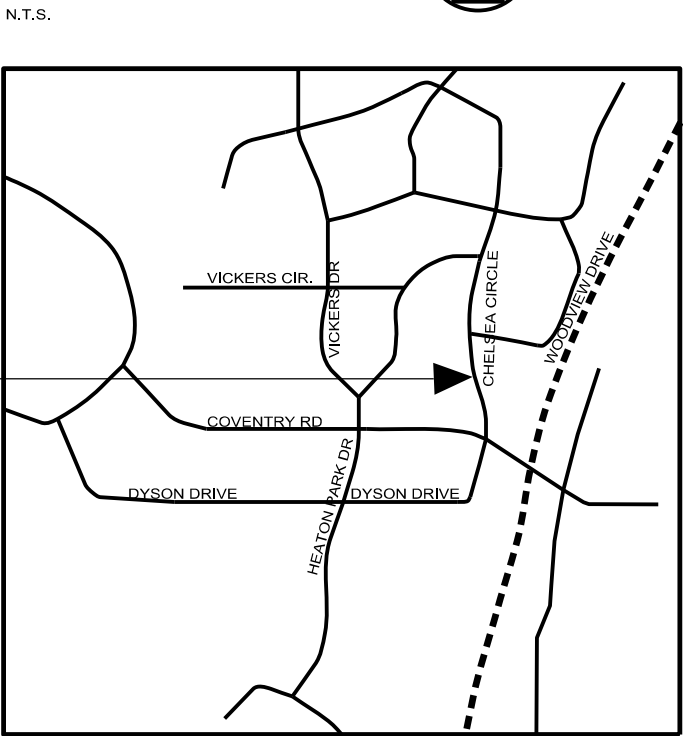 N.T.S.
VICKERS CIR.
VICKERS DR
CHELSEA CIRCLE
WOODVIEW DRIVE
COVENTRY RD
HEATON PARK DR
DYSON DRIVE
DYSON DRIVE